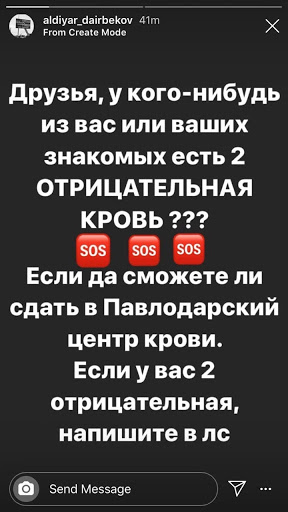 aldiyar_dairbekov 41m
From Create Mode
Друзья, у кого-нибудь
из вас или ваших
знакомых есть 2
ОТРИЦАТЕЛЬНАЯ
КРОВЬ ???
SOS SOS SOS
Если да сможете ли
сдать в Павлодарский
центр крови.
Если у вас 2
отрицательная,
напишите в лс
Send Message